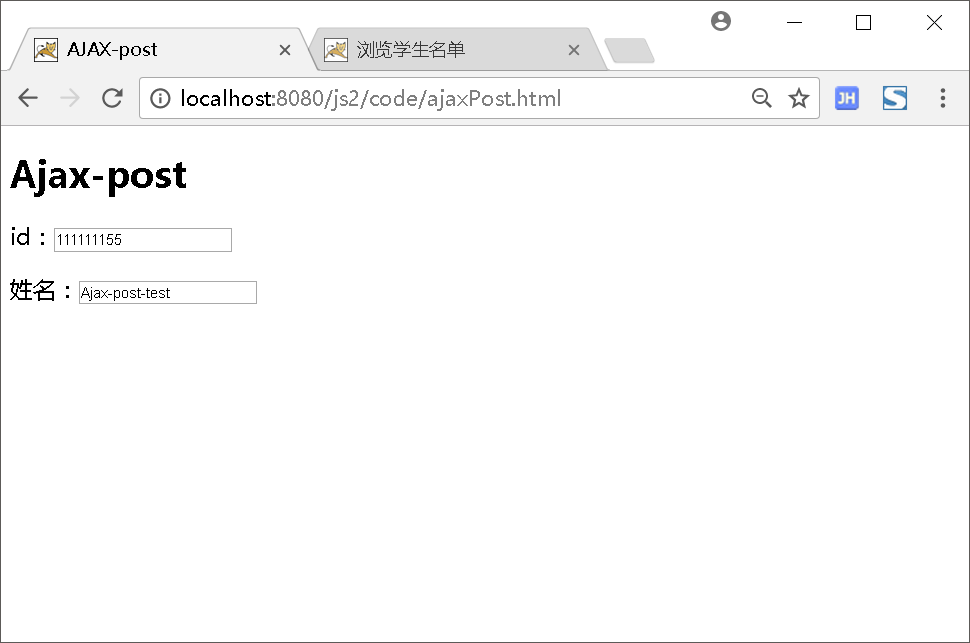 AJAX-post
浏览学生名单
localhost:8080/js2/code/ajaxPost.html
JH
S
Ajax-post
id：111111155
姓名：Ajax-post-test